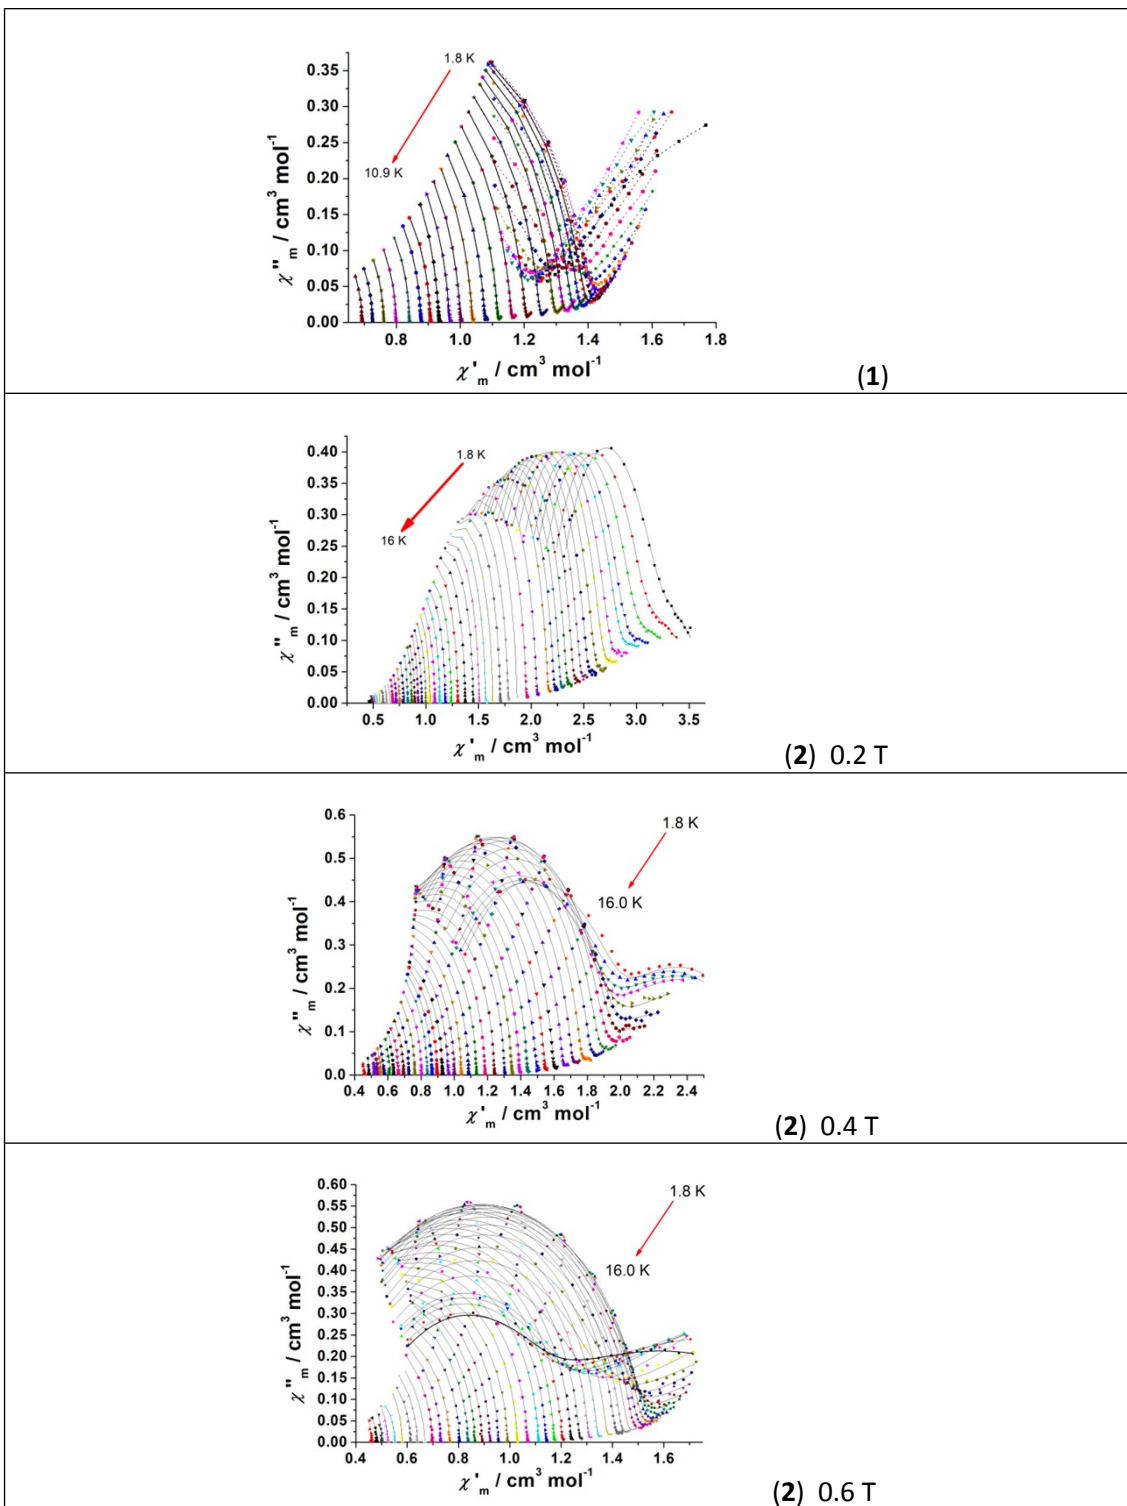 0.35
0.30
0.25
0.20
0.15
0.10
0.05
0.00
χ"m / cm³ mol⁻¹
1.8 K
10.9 K
0.8 1.0 1.2 1.4 1.6 1.8
χ'm / cm³ mol⁻¹
(1)
0.40
0.35
0.30
0.25
0.20
0.15
0.10
0.05
0.00
χ"m / cm³ mol⁻¹
1.8 K
16 K
0.5 1.0 1.5 2.0 2.5 3.0 3.5
χ'm / cm³ mol⁻¹
(2) 0.2 T
0.6
0.5
0.4
0.3
0.2
0.1
0.0
χ"m / cm³ mol⁻¹
1.8 K
16.0 K
0.4 0.6 0.8 1.0 1.2 1.4 1.6 1.8 2.0 2.2 2.4
χ'm / cm³ mol⁻¹
(2) 0.4 T
0.60
0.55
0.50
0.45
0.40
0.35
0.30
0.25
0.20
0.15
0.10
0.05
0.00
χ"m / cm³ mol⁻¹
1.8 K
16.0 K
0.4 0.6 0.8 1.0 1.2 1.4 1.6
χ'm / cm³ mol⁻¹
(2) 0.6 T